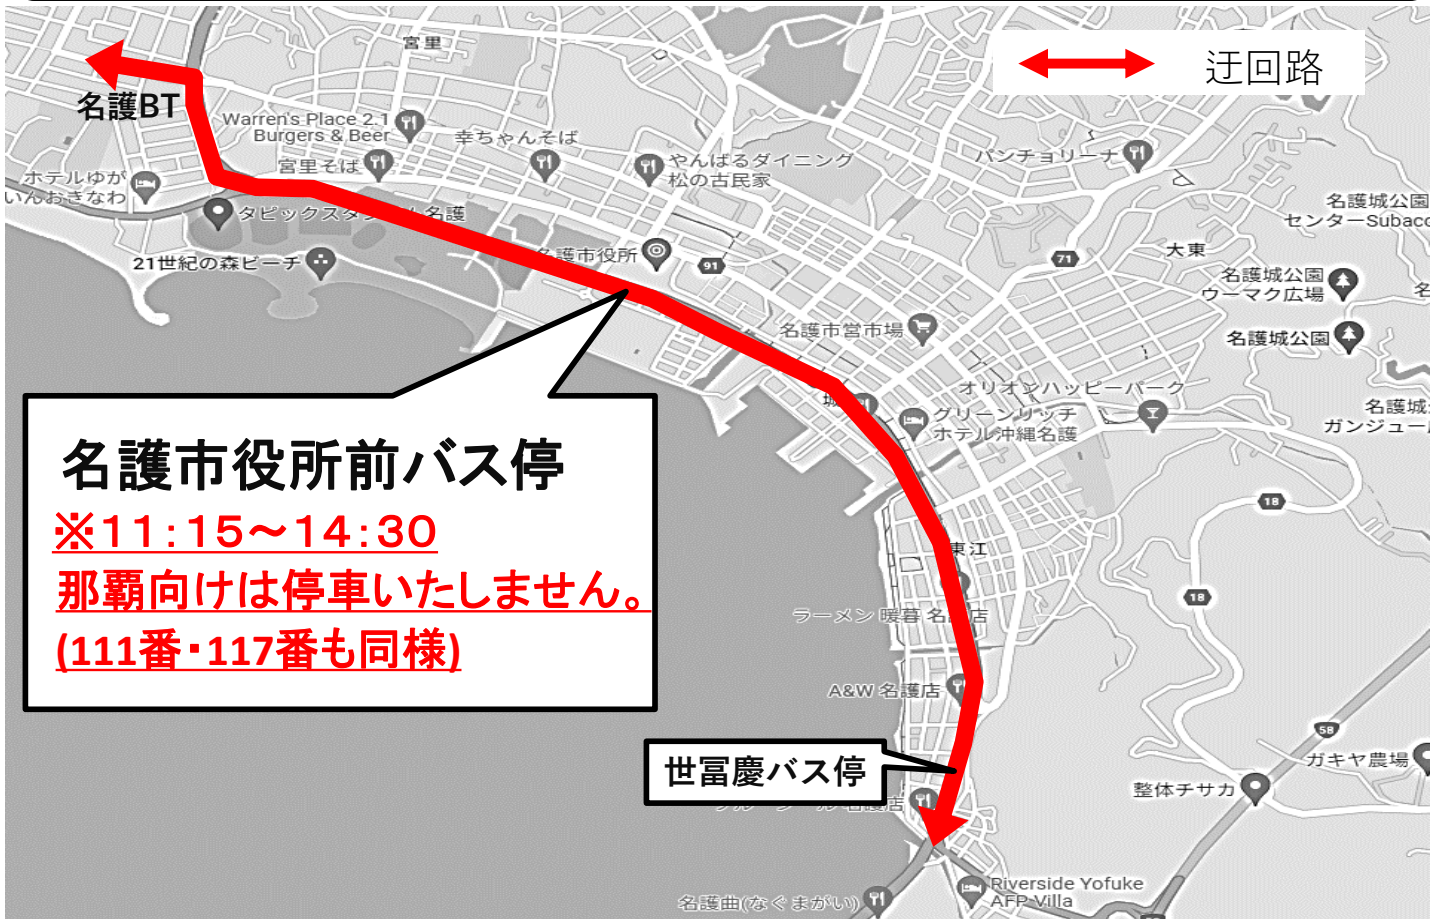 宮里
迂回路
名護BT
Warren's Place 2.1
Burgers & Beer
幸ちゃんそば
宮里そば
やんばるダイニング
松の古民家
パンチョリーナ
ホテルゆが
いんおきなわ
タピックスタ
名護
名護城公園
センターSubaco
21世紀の森ビーチ
名護市役所
91
71
大東
名護城公園
ウーマク広場
名
名護市営市場
名護城公園
オリオンハッピーパーク
城
グリーンリッチ
ホテル沖縄名護
名護城
ガンジュー
名護市役所前バス停
※11:15～14:30
那覇向けは停車いたしません。
(111番・117番も同様)
18
東江
18
ラーメン 暖暮 名 店
A&W 名護店
58
世冨慶バス停
ガキヤ農場
整体チサカ
名護店
Riverside Yofuke
AFP Villa
名護曲(なぐまがい)